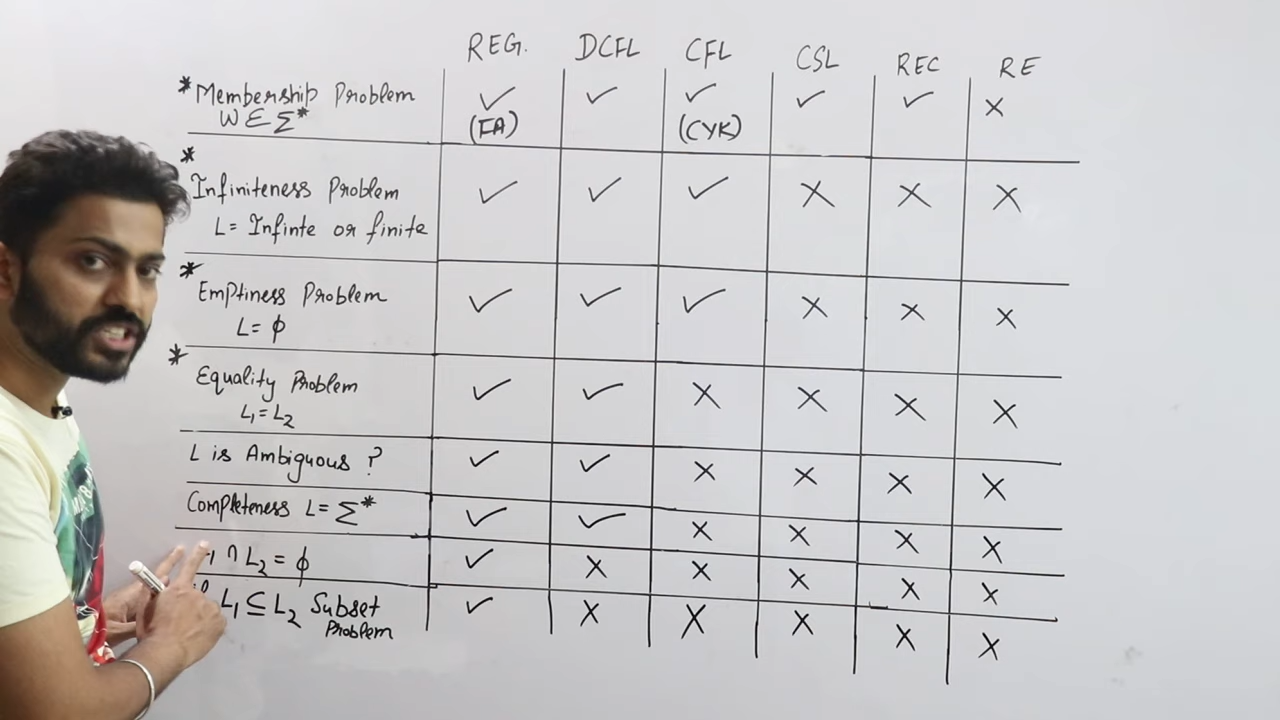 REG. DCFL CFL CSL REC RE
*Membership Problem ✓ ✓ ✓ ✓ ✓ ×
W∈Σ* (FA) (CYK)
*
Infiniteness Problem ✓ ✓ ✓ × × ×
L= Infinte or finite
*
Emptiness Problem ✓ ✓ ✓ × × ×
L= ϕ
*
Equality Problem ✓ ✓ × × × ×
L₁=L₂
L is Ambiguous ? ✓ ✓ × × × ×
Completeness L= Σ* ✓ ✓ × × × ×
∩ L₂ = ϕ ✓ × × × × ×
L₁ ⊆ L₂ Subset ✓ × × × × ×
Problem